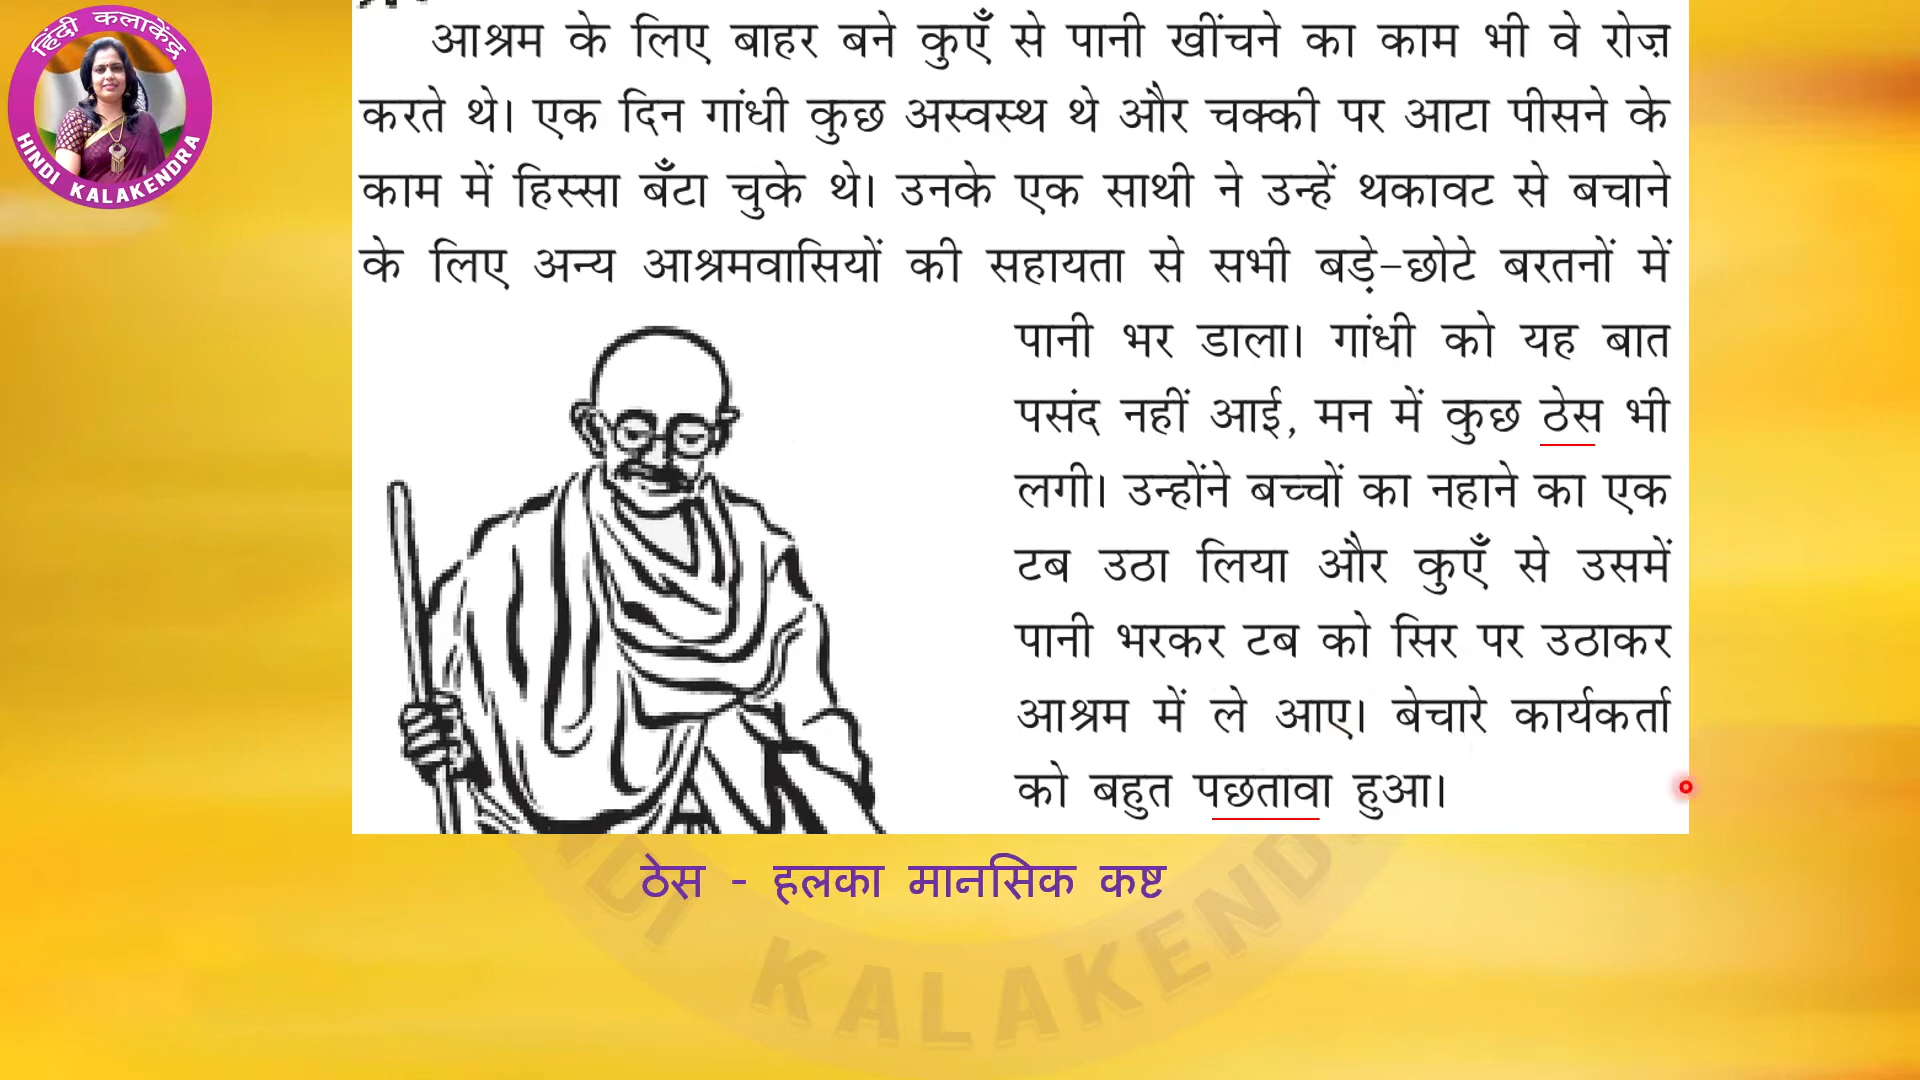 हिंदी कलाकेंद्र
HINDI KALAKENDRA
आश्रम के लिए बाहर बने कुएँ से पानी खींचने का काम भी वे रोज़
करते थे। एक दिन गांधी कुछ अस्वस्थ थे और चक्की पर आटा पीसने के
काम में हिस्सा बँटा चुके थे। उनके एक साथी ने उन्हें थकावट से बचाने
के लिए अन्य आश्रमवासियों की सहायता से सभी बड़े-छोटे बरतनों में
पानी भर डाला। गांधी को यह बात
पसंद नहीं आई, मन में कुछ ठेस भी
लगी। उन्होंने बच्चों का नहाने का एक
टब उठा लिया और कुएँ से उसमें
पानी भरकर टब को सिर पर उठाकर
आश्रम में ले आए। बेचारे कार्यकर्ता
को बहुत पछतावा हुआ।
ठेस - हलका मानसिक कष्ट
KALAKEND